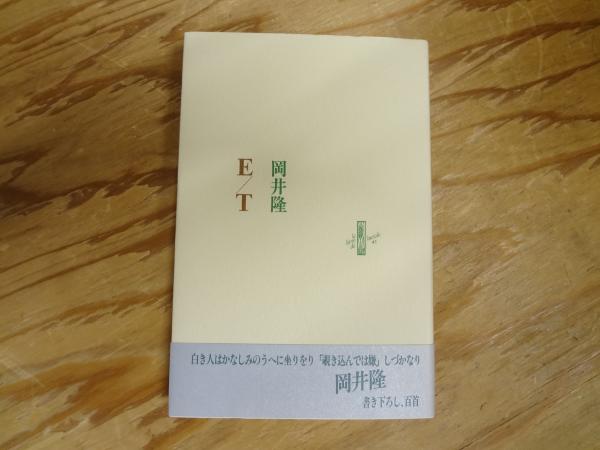 E/T
岡井隆
白き人はかなしみのうへに坐りをり「覗き込んでは嫌」しづかなり
岡井隆
書き下ろし、百首